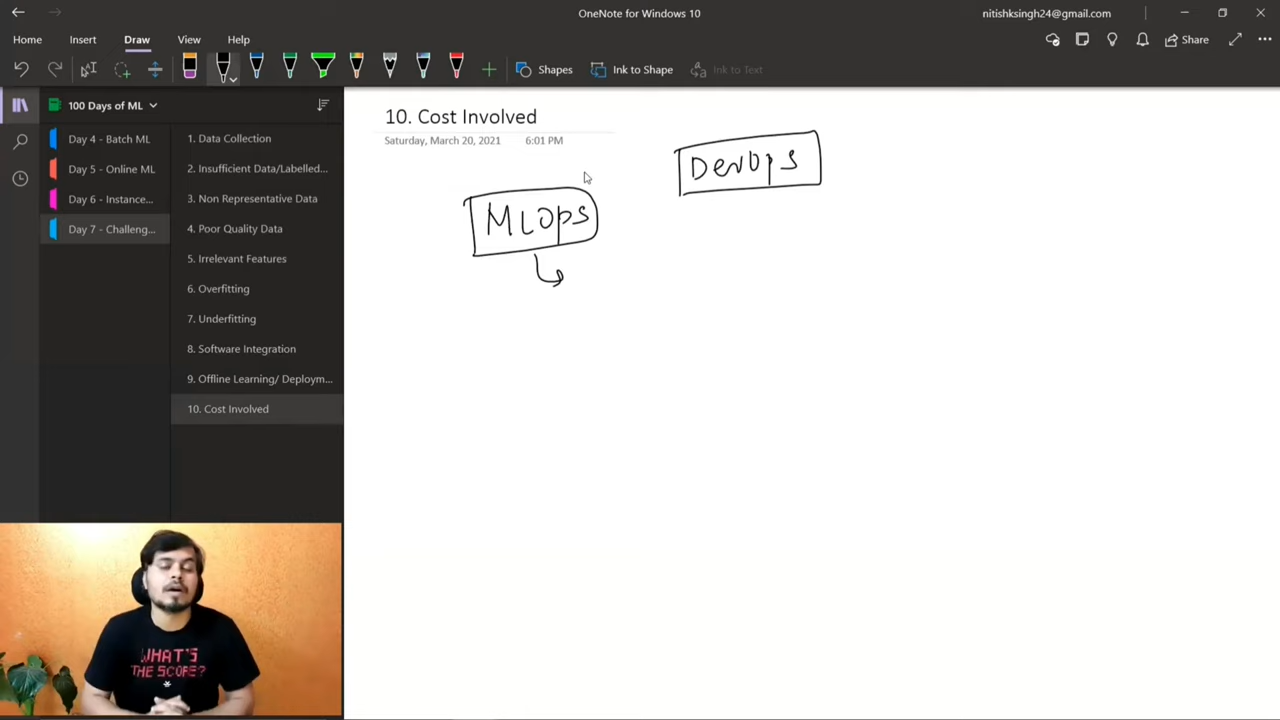 OneNote for Windows 10
nitishksingh24@gmail.com
Home Insert Draw View Help
Share
Shapes
Ink to Shape
Ink to Text
100 Days of ML
Day 4 - Batch ML
Day 5 - Online ML
Day 6 - Instance...
Day 7 - Challeng...
1. Data Collection
2. Insufficient Data/Labelled...
3. Non Representative Data
4. Poor Quality Data
5. Irrelevant Features
6. Overfitting
7. Underfitting
8. Software Integration
9. Offline Learning/ Deploym...
10. Cost Involved
10. Cost Involved
Saturday, March 20, 2021 6:01 PM
DevOps
MLOps
WHAT'S
THE SCORE?